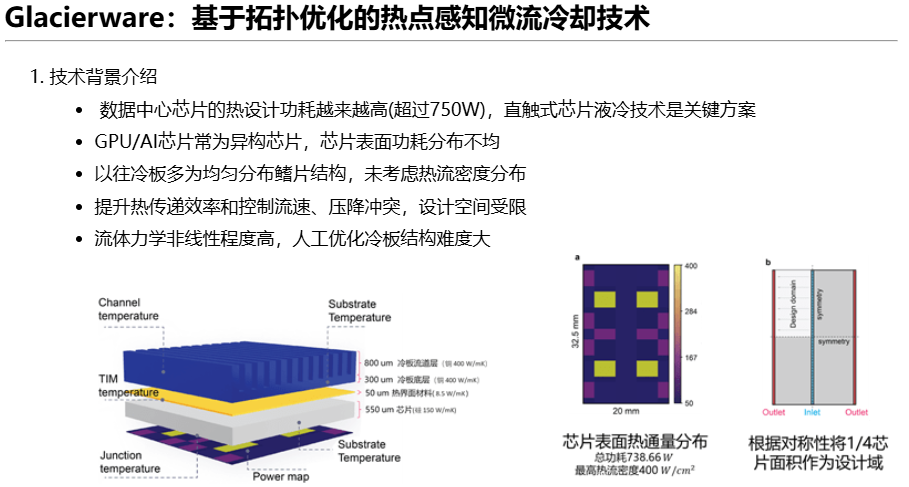 Glacierware：基于拓扑优化的热点感知微流冷却技术
1. 技术背景介绍
• 数据中心芯片的热设计功耗越来越高(超过750W)，直触式芯片液冷技术是关键方案
• GPU/AI芯片常为异构芯片，芯片表面功耗分布不均
• 以往冷板多为均匀分布鳍片结构，未考虑热流密度分布
• 提升热传递效率和控制流速、压降冲突，设计空间受限
• 流体力学非线性程度高，人工优化冷板结构难度大
Channel
temperature
Substrate
Temperature
800 um 冷板流道层（铜 400 W/mK）
300 um 冷板底层（铜 400 W/mK）
50 um 热界面材料（8.5 W/mK）
550 um 芯片（硅 150 W/mK）
TIM
temperature
Junction
temperature
Substrate
Temperature
Power map
a
32.5 mm
20 mm
400
284
167
50
芯片表面热通量分布
总功耗738.66W
最高热流密度400 W/cm²
b
Design domain
symmetry
symmetry
Outlet
Inlet
Outlet
根据对称性将1/4芯
片面积作为设计域